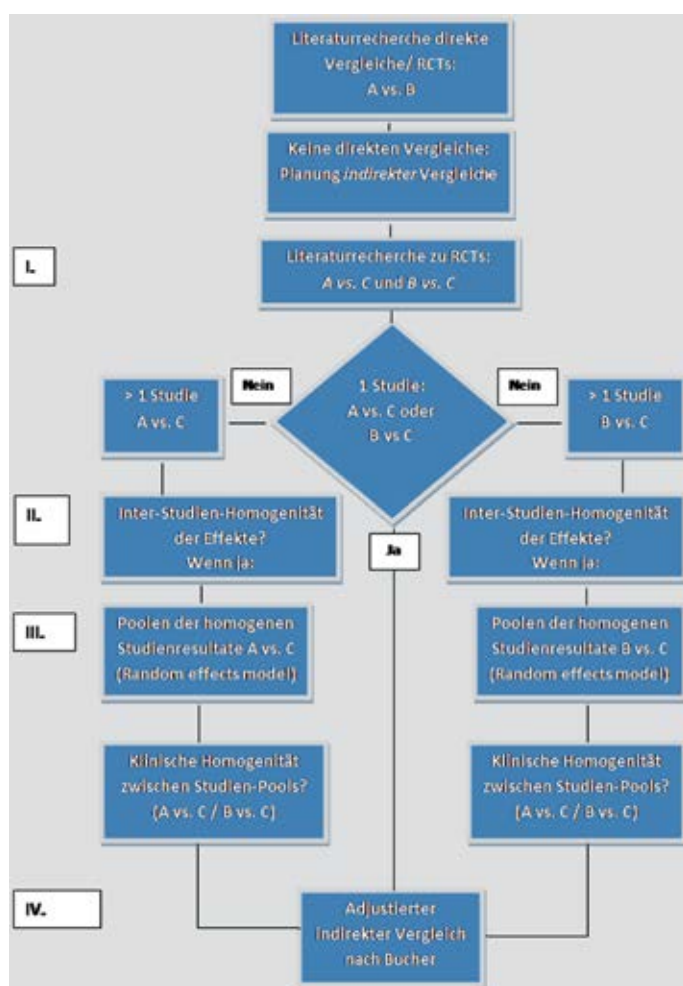 Literaturrecherche direkte
Vergleiche/ RCTs:
A vs. B
Keine direkten Vergleiche:
Planung indirekter Vergleiche
I.
Literaturrecherche zu RCTs:
A vs. C und B vs. C
> 1 Studie
A vs. C
Nein
1 Studie:
A vs. C oder
B vs C
Nein
> 1 Studie
B vs. C
II.
Inter-Studien-Homogenität
der Effekte?
Wenn ja:
Ja
Inter-Studien-Homogenität
der Effekte?
Wenn ja:
III.
Poolen der homogenen
Studienresultate A vs. C
(Random effects model)
Poolen der homogenen
Studienresultate B vs. C
(Random effects model)
Klinische Homogenität
zwischen Studien-Pools?
(A vs. C / B vs. C)
Klinische Homogenität
zwischen Studien-Pools?
(A vs. C / B vs. C)
IV.
Adjustierter
indirekter Vergleich
nach Bucher